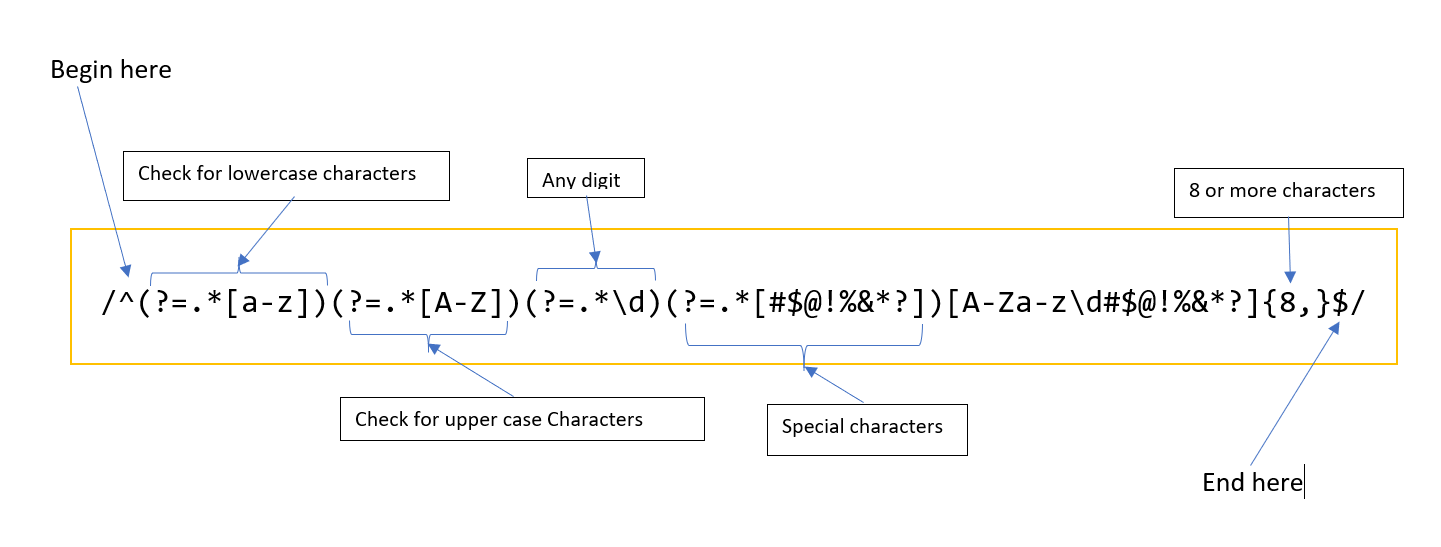 Begin here
Check for lowercase characters
Any digit
8 or more characters
/^(?=.*[a-z])(?=.*[A-Z])(?=.*\d)(?=.*[#$@!%&*?])[A-Za-z\d#$@!%&*?]{8,}$/
Check for upper case Characters
Special characters
End here